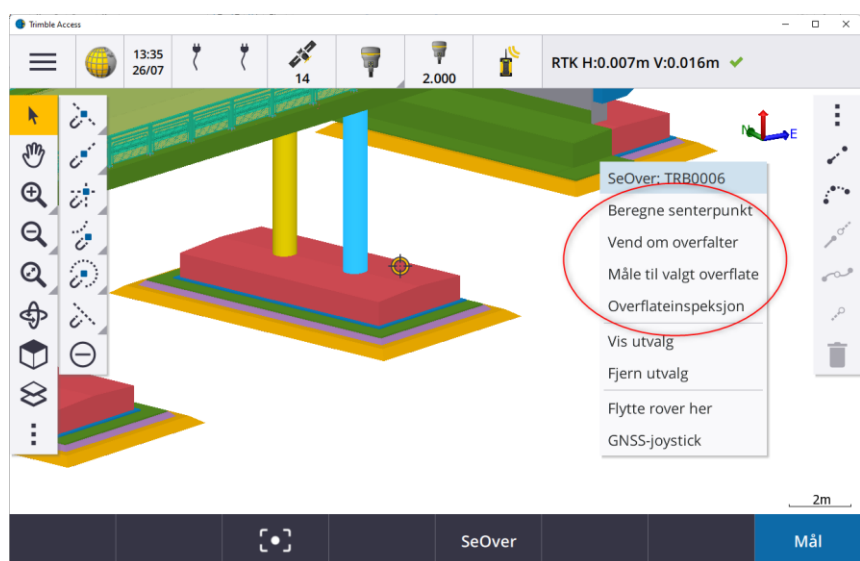 Trimble Access
13:35
26/07
14
2.000
RTK H:0.007m V:0.016m
N
E
SeOver: TRB0006
Beregne senterpunkt
Vend om overfalter
Måle til valgt overflate
Overflateinspeksjon
Vis utvalg
Fjern utvalg
Flytte rover her
GNSS-joystick
2m
SeOver
Mål